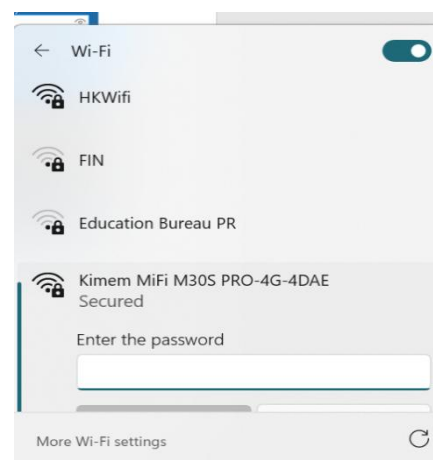 Wi-Fi
HKWifi
FIN
Education Bureau PR
Kimem MiFi M30S PRO-4G-4DAE
Secured
Enter the password
More Wi-Fi settings